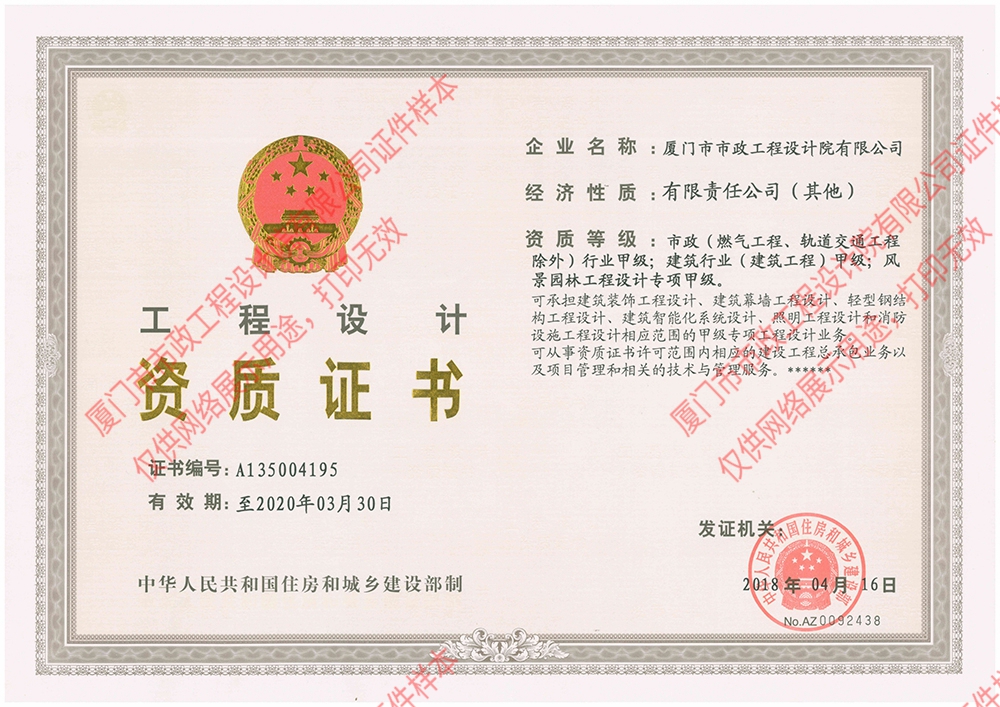 工程设计
资质证书
证书编号：A135004195
有效期：至2020年03月30日
中华人民共和国住房和城乡建设部制
企业名称：厦门市市政工程设计院有限公司
经济性质：有限责任公司（其他）
资质等级：市政（燃气工程、轨道交通工程
除外）行业甲级；建筑行业（建筑工程）甲级；风
景园林工程设计专项甲级。
可承担建筑装饰工程设计、建筑幕墙工程设计、轻型钢结
构工程设计、建筑智能化系统设计、照明工程设计和消防
设施工程设计相应范围的甲级专项工程设计业务。
可从事资质证书许可范围内相应的建设工程总承包业务以
及项目管理和相关的技术与管理服务。******
发证机关：
中华人民共和国住房和城乡建设部
2018年04月16日
No.AZ0092438
厦门市市政工程设计院有限公司证件样本
仅供网络展示用途，打印无效
厦门市市政工程设计院有限公司证件样本
仅供网络展示用途，打印无效